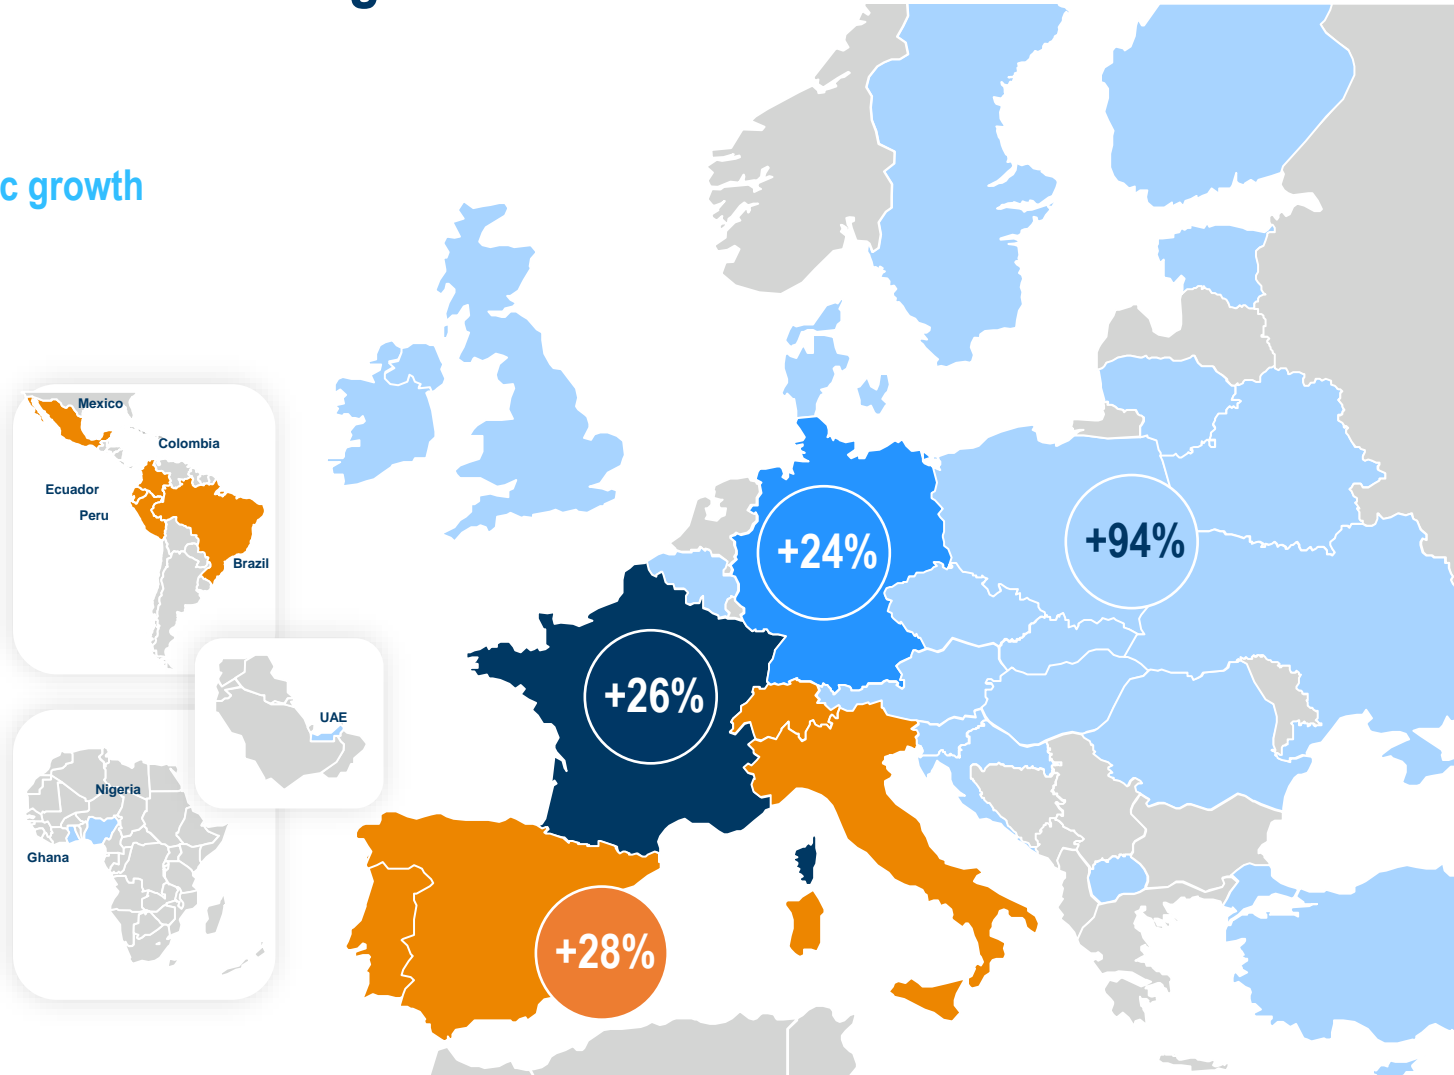 c growth
Mexico
Colombia
Ecuador
Peru
Brazil
UAE
Nigeria
Ghana
+24%
+94%
+26%
+28%